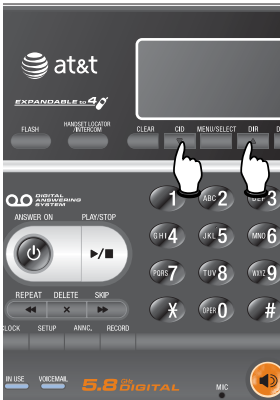 at&t
EXPANDABLE to 4
FLASH
HANDSET LOCATOR
/INTERCOM
CLEAR CID MENU/SELECT DIR
DIGITAL
ANSWERING
SYSTEM
ANSWER ON PLAY/STOP
1 ABC 2 DEF 3
GHI 4 JKL 5 MNO 6
PQRS 7 TUV 8 WXYZ 9
* OPER 0 #
REPEAT DELETE SKIP
CLOCK SETUP ANNC. RECORD
IN USE VOICEMAIL
5.8 GHz DIGITAL
MIC